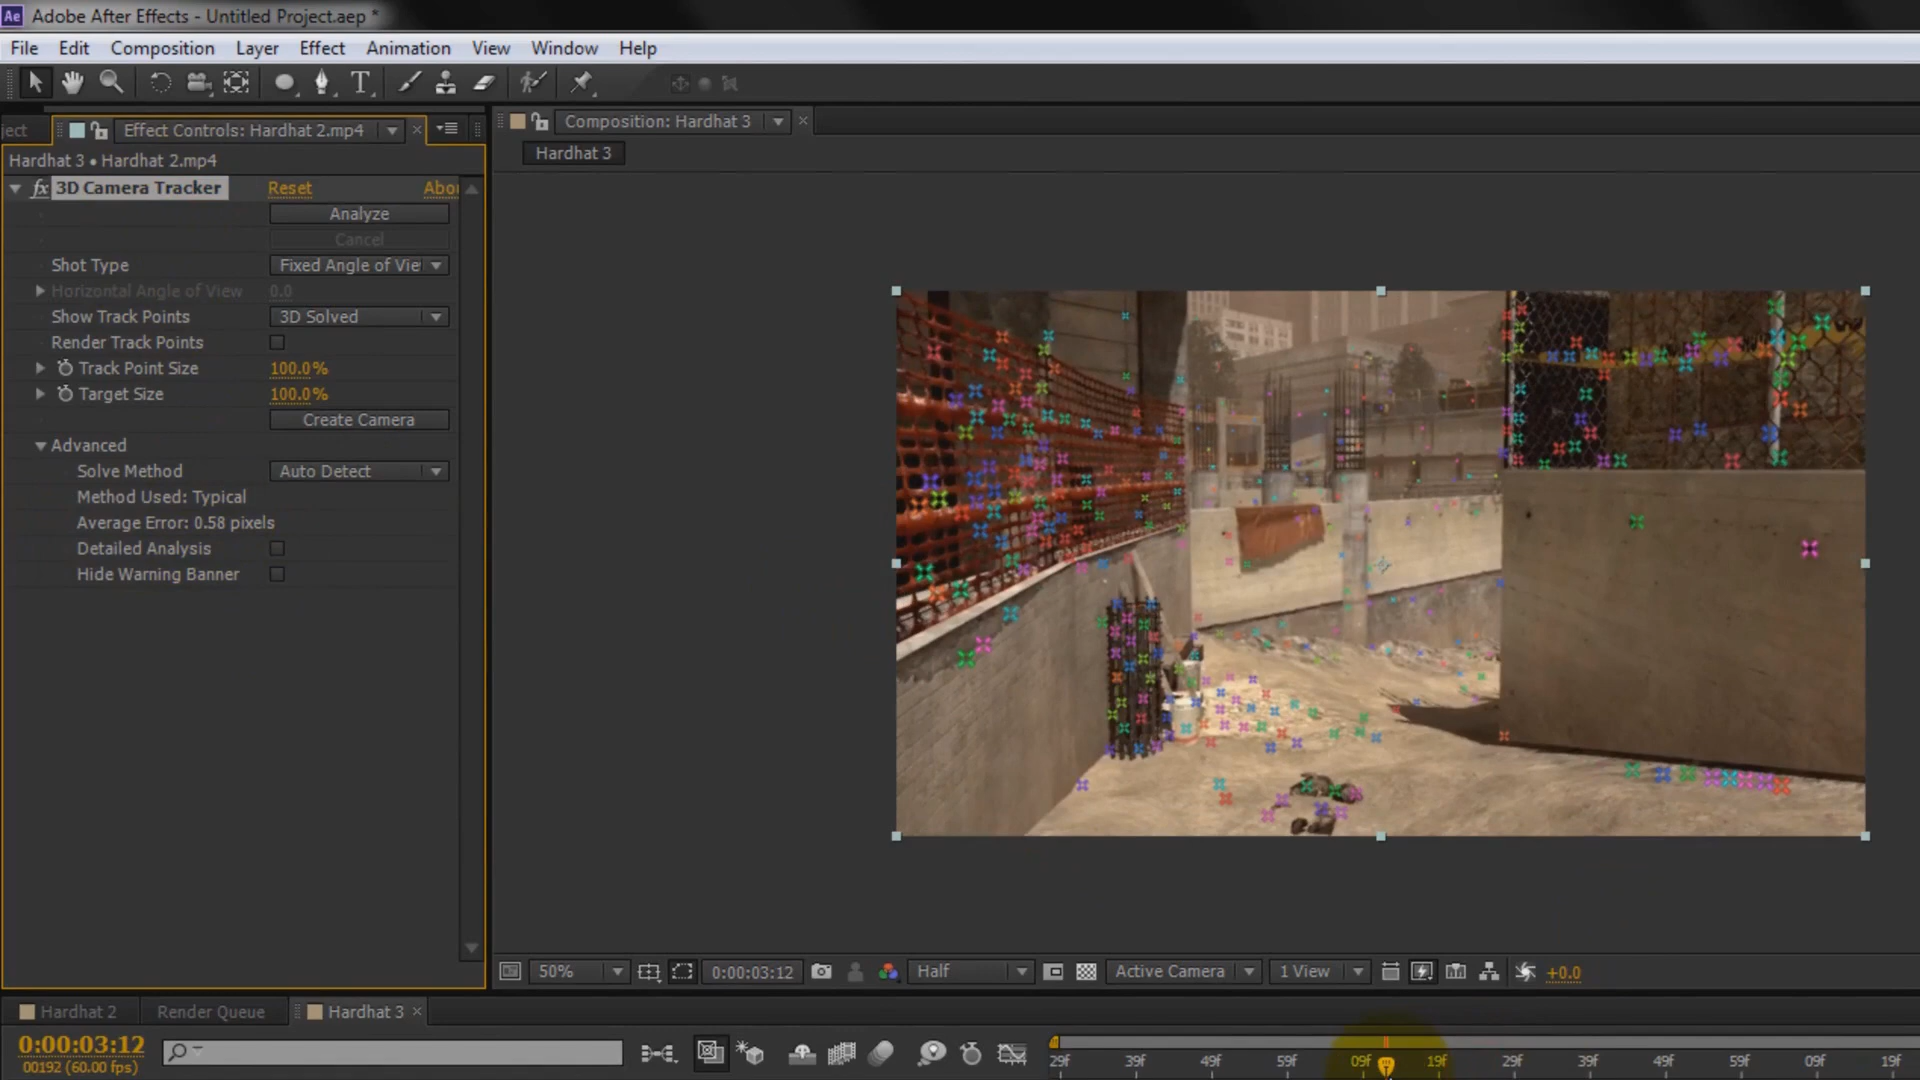 Ae Adobe After Effects - Untitled Project.aep *
File Edit Composition Layer Effect Animation View Window Help
T
ject Effect Controls: Hardhat 2.mp4 × Composition: Hardhat 3 ×
Hardhat 3 • Hardhat 2.mp4 Hardhat 3
fx 3D Camera Tracker Reset Abou
Analyze
Cancel
Shot Type Fixed Angle of Vie
Horizontal Angle of View 0.0
Show Track Points 3D Solved
Render Track Points
Track Point Size 100.0%
Target Size 100.0%
Create Camera
Advanced
Solve Method Auto Detect
Method Used: Typical
Average Error: 0.58 pixels
Detailed Analysis
Hide Warning Banner
50% 0:00:03:12 Half Active Camera 1 View +0.0
Hardhat 2 Render Queue Hardhat 3 ×
0:00:03:12
00192 (60.00 fps)
29f 39f 49f 59f 09f 19f 29f 39f 49f 59f 09f 19f